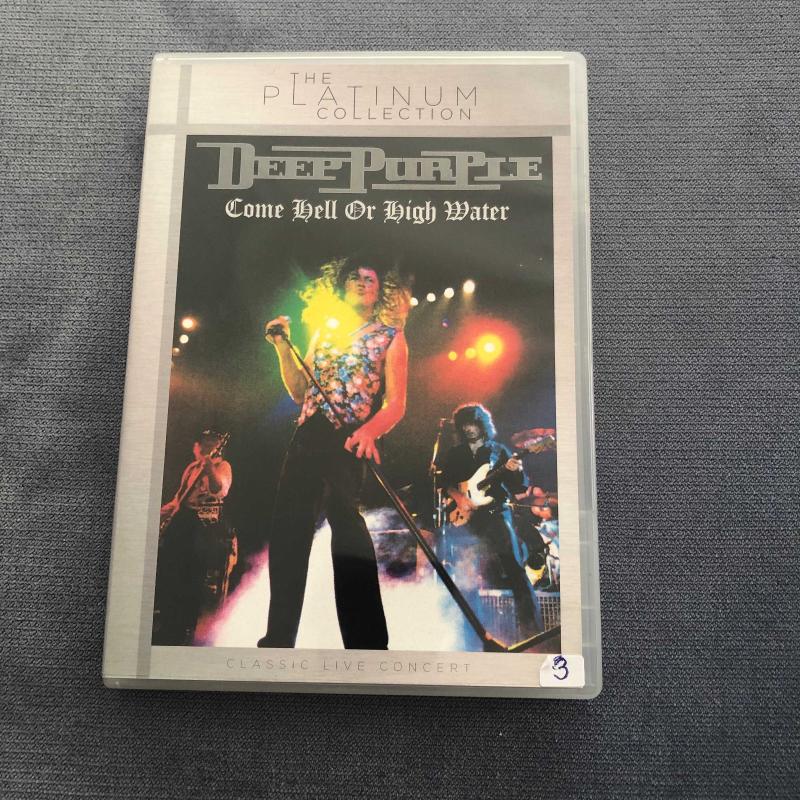 THE
PLATINUM
COLLECTION
DEEP PURPLE
Come Hell Or High Water
CLASSIC LIVE CONCERT
3